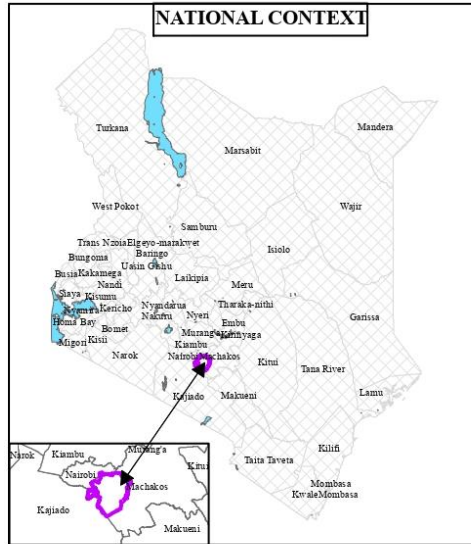 NATIONAL CONTEXT
Turkana
Mandera
Marsabit
Wajir
West Pokot
Samburu
Isiolo
Trans Nzoia
Elgeyo-marakwet
Bungoma
Baringo
Uasin Gishu
Busia
Kakamega
Laikipia
Meru
Nandi
Siaya
Kisumu
Tharaka-nithi
Garissa
Nyamira
Kericho
Nyandarua
Nyeri
Nakuru
Embu
Homa Bay
Bomet
Murang'a
Kirinyaga
Kisii
Kiambu
Migori
Narok
Nairobi
Machakos
Kitui
Tana River
Kajiado
Makueni
Lamu
Taita Taveta
Kilifi
Mombasa
Kwale
Mombasa
Narok
Kiambu
Murang'a
Kitui
Nairobi
Machakos
Kajiado
Makueni